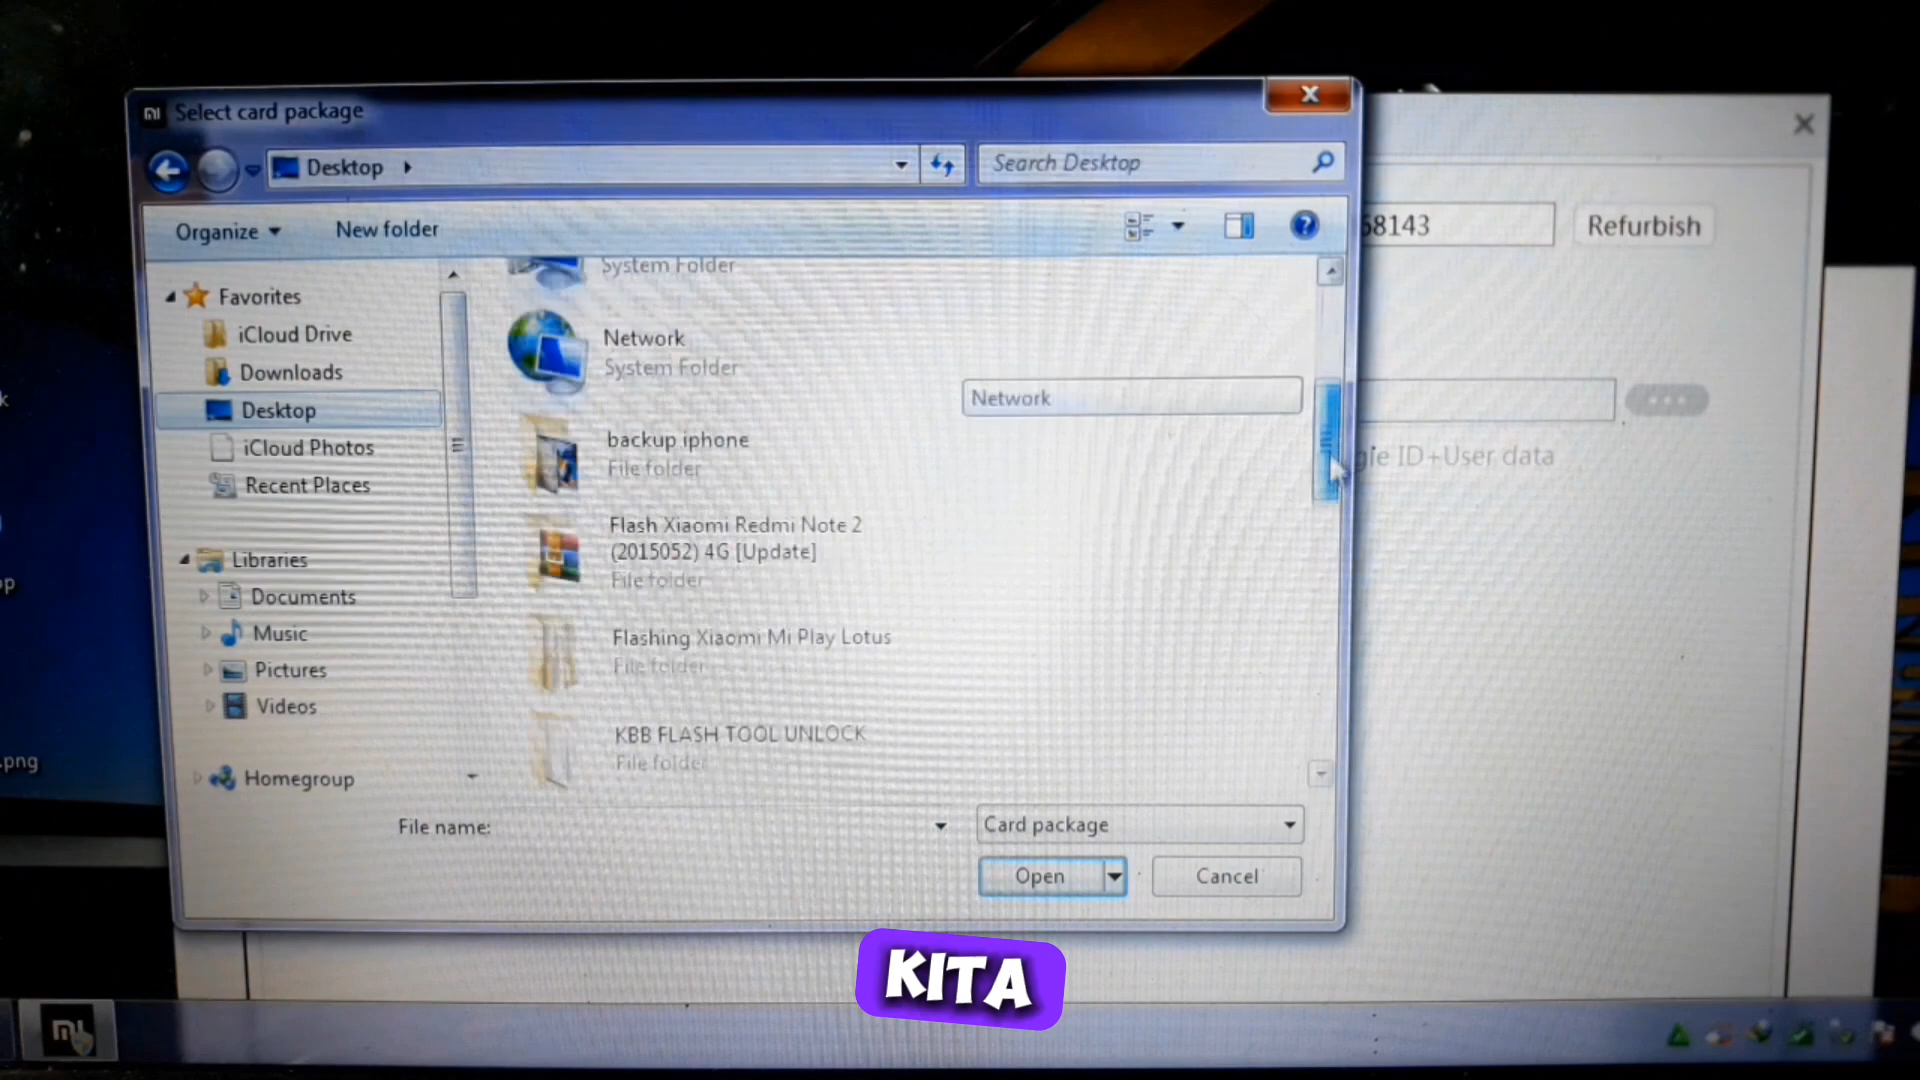 Select card package
Desktop
Search Desktop
Organize
New folder
Favorites
iCloud Drive
Downloads
Desktop
iCloud Photos
Recent Places
Libraries
Documents
Music
Pictures
Videos
Homegroup
System Folder
Network
System Folder
Network
backup iphone
File folder
Flash Xiaomi Redmi Note 2
(2015052) 4G [Update]
File folder
Flashing Xiaomi Mi Play Lotus
File folder
KBB FLASH TOOL UNLOCK
File folder
File name:
Card package
Open
Cancel
68143
Refurbish
gle ID+User data
.png
KITA